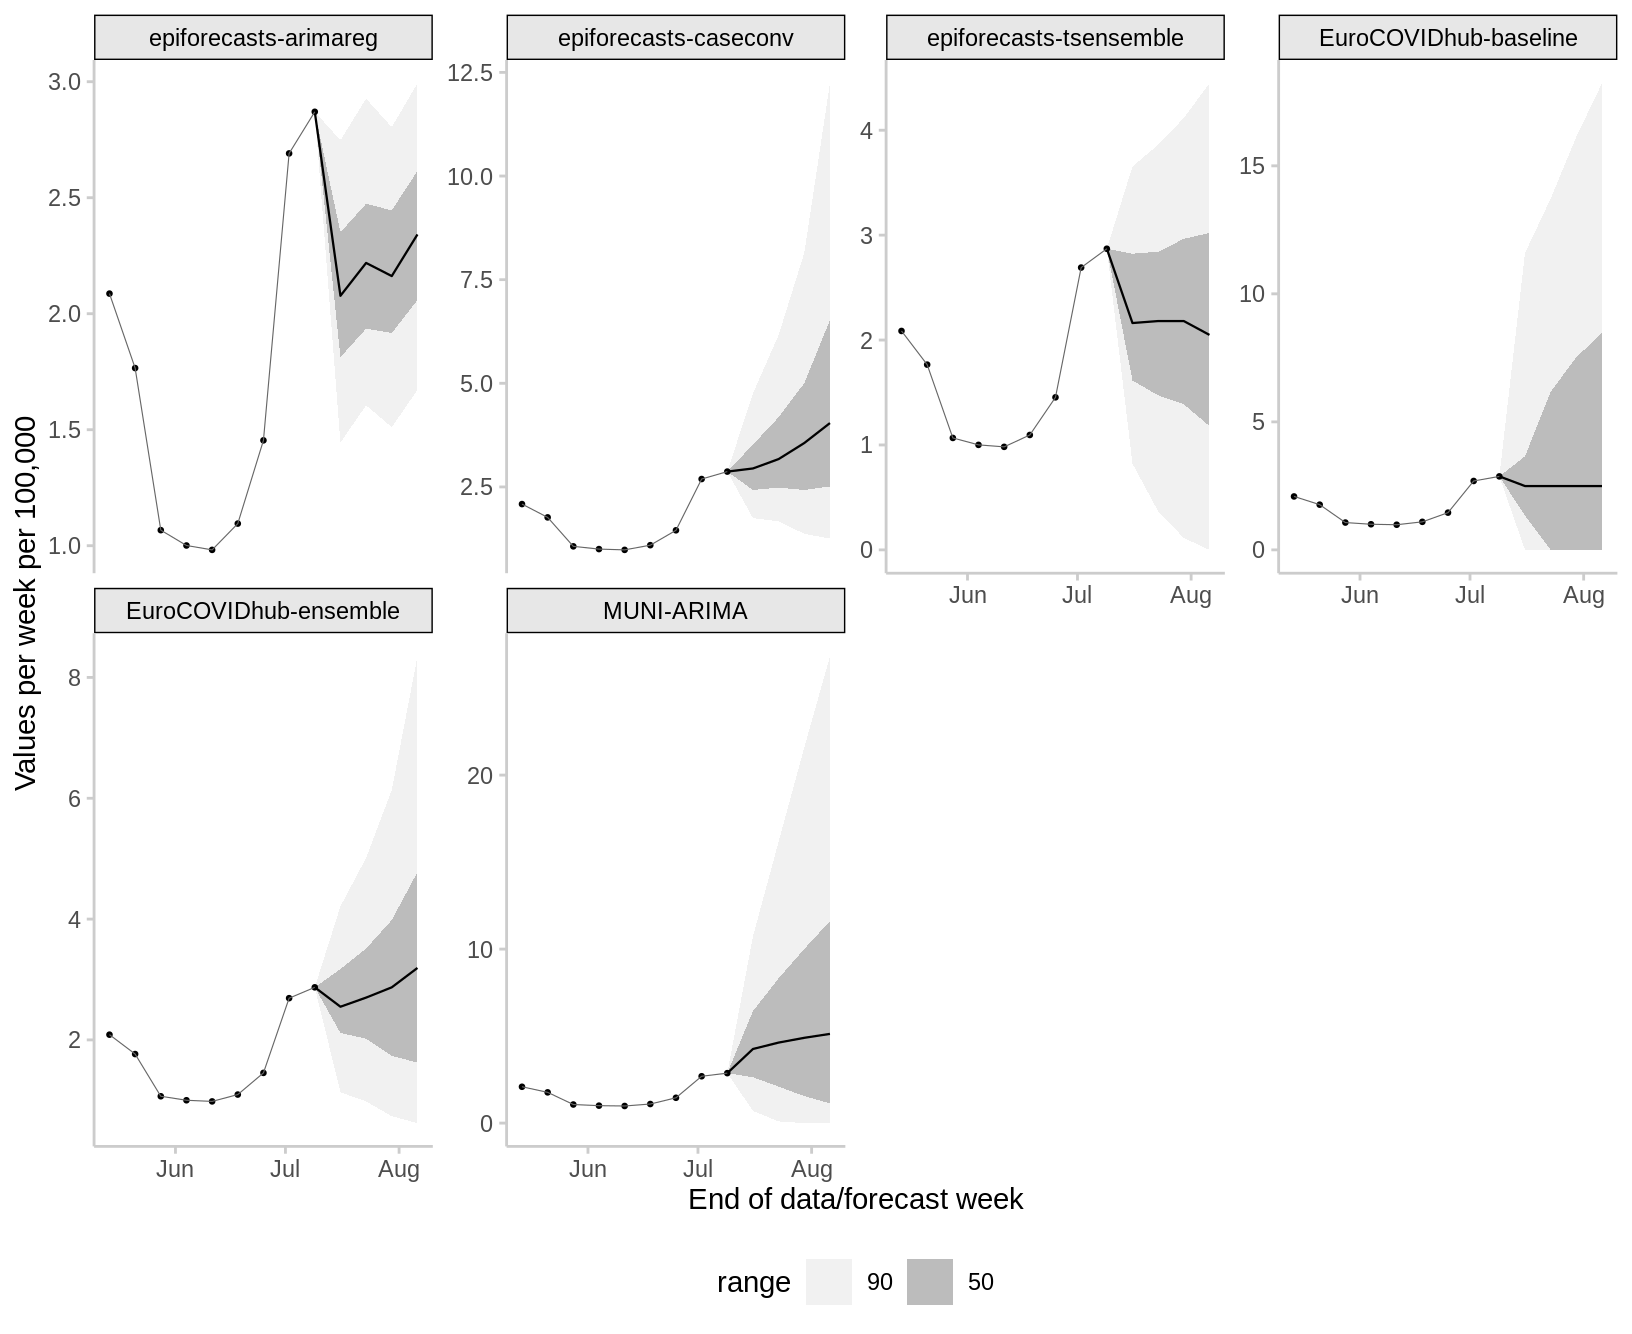 epiforecasts-arimareg
epiforecasts-caseconv
epiforecasts-tsensemble
EuroCOVIDhub-baseline
3.0
2.5
2.0
1.5
1.0
12.5
10.0
7.5
5.0
2.5
4
3
2
1
0
Jun Jul Aug
15
10
5
0
Jun Jul Aug
Values per week per 100,000
EuroCOVIDhub-ensemble
MUNI-ARIMA
8
6
4
2
Jun Jul Aug
20
10
0
Jun Jul Aug
End of data/forecast week
range 90 50